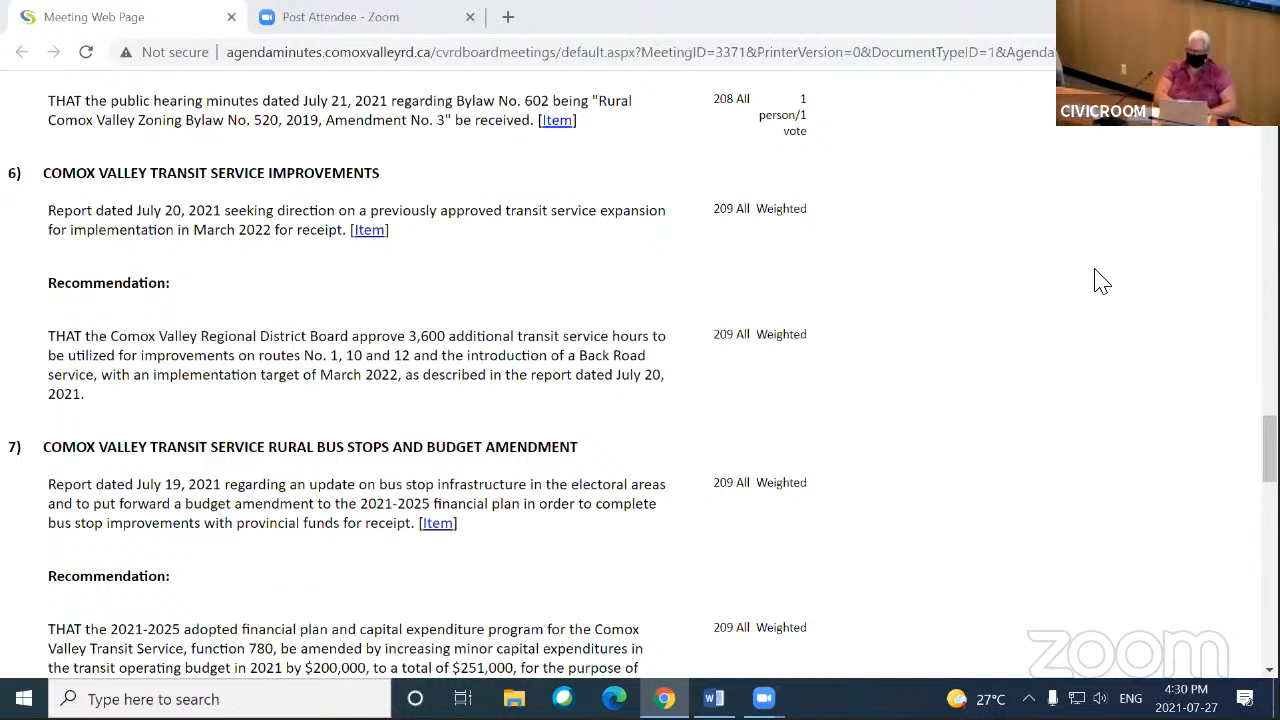 Meeting Web Page
Post Attendee - Zoom
Not secure
agendaminutes.comoxvalleyrd.ca/cvrdboardmeetings/default.aspx?MeetingID=3371&PrinterVersion=0&DocumentTypeID=1&Agenda
CIVICROOM
THAT the public hearing minutes dated July 21, 2021 regarding Bylaw No. 602 being "Rural
Comox Valley Zoning Bylaw No. 520, 2019, Amendment No. 3" be received. [Item]
208 All 1
person/1
vote
6) COMOX VALLEY TRANSIT SERVICE IMPROVEMENTS
Report dated July 20, 2021 seeking direction on a previously approved transit service expansion
for implementation in March 2022 for receipt. [Item]
209 All Weighted
Recommendation:
THAT the Comox Valley Regional District Board approve 3,600 additional transit service hours to
be utilized for improvements on routes No. 1, 10 and 12 and the introduction of a Back Road
service, with an implementation target of March 2022, as described in the report dated July 20,
2021.
209 All Weighted
7) COMOX VALLEY TRANSIT SERVICE RURAL BUS STOPS AND BUDGET AMENDMENT
Report dated July 19, 2021 regarding an update on bus stop infrastructure in the electoral areas
and to put forward a budget amendment to the 2021-2025 financial plan in order to complete
bus stop improvements with provincial funds for receipt. [Item]
209 All Weighted
Recommendation:
THAT the 2021-2025 adopted financial plan and capital expenditure program for the Comox
Valley Transit Service, function 780, be amended by increasing minor capital expenditures in
the transit operating budget in 2021 by $200,000, to a total of $251,000, for the purpose of
209 All Weighted
zoom
Type here to search
27°C
ENG
4:30 PM
2021-07-27